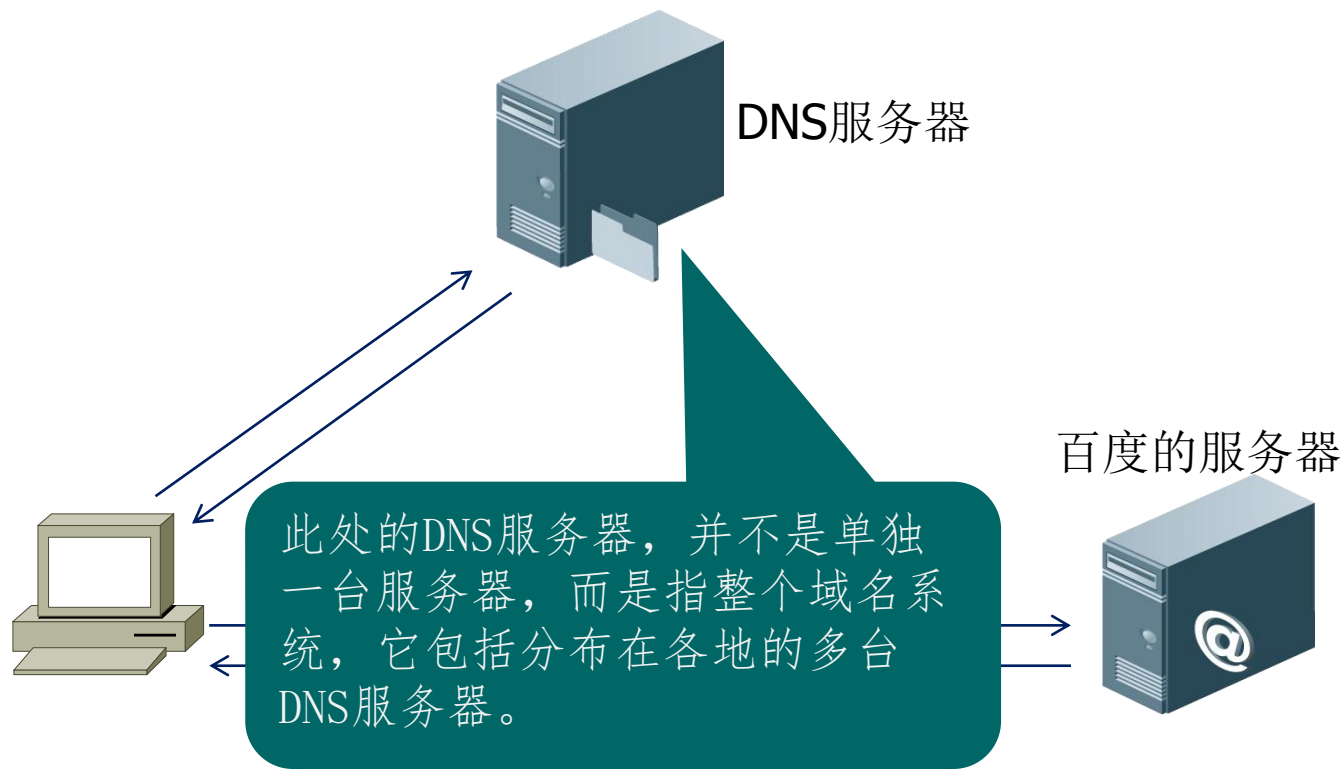 DNS服务器
百度的服务器
此处的DNS服务器，并不是单独
一台服务器，而是指整个域名系
统，它包括分布在各地的多台
DNS服务器。
@